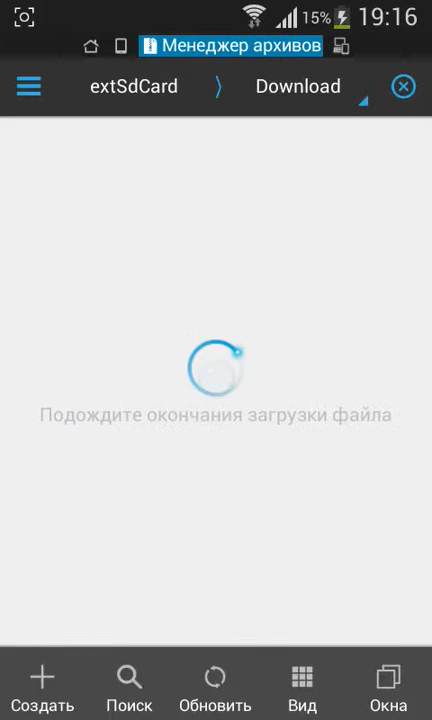 15% 19:16
Менеджер архивов
extSdCard 〉 Download
Подождите окончания загрузки файла
Создать Поиск Обновить Вид Окна